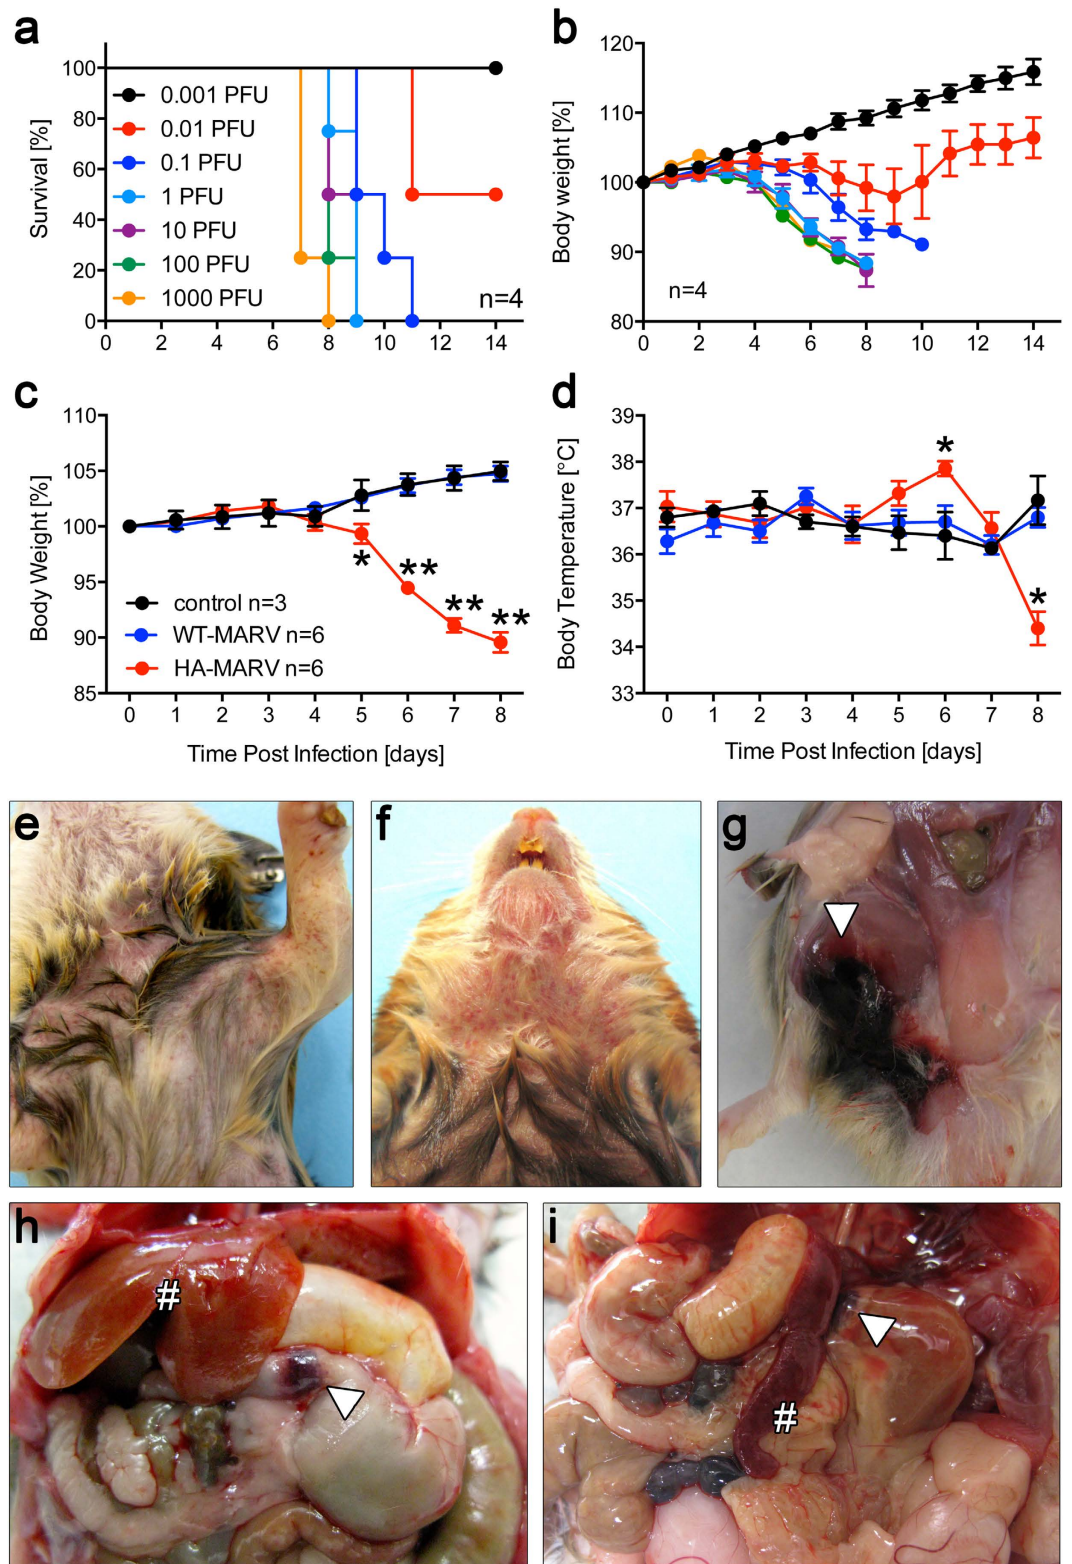 a
Survival [%]
100
80
60
40
20
0
0.001 PFU
0.01 PFU
0.1 PFU
1 PFU
10 PFU
100 PFU
1000 PFU
n=4
0 2 4 6 8 10 12 14
b
Body weight [%]
120
110
100
90
80
n=4
0 2 4 6 8 10 12 14
c
Body Weight [%]
110
105
100
95
90
85
*
**
**
**
control n=3
WT-MARV n=6
HA-MARV n=6
0 1 2 3 4 5 6 7 8
Time Post Infection [days]
d
Body Temperature [°C]
39
38
37
36
35
34
33
*
*
0 1 2 3 4 5 6 7 8
Time Post Infection [days]
e
f
g
h
#
i
#